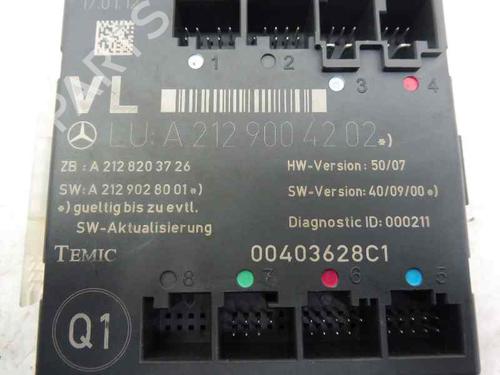 17.01.12
1 2 3 4
VL
LU: A 212 900 42 02 *)
ZB : A 212 820 37 26
HW-Version: 50/07
SW: A 212 902 80 01 *)
SW-Version: 40/09/00 *)
*) gueltig bis zu evtl.
SW-Aktualisierung
Diagnostic ID: 000211
TEMIC
00403628C1
8 7 6 5
Q1